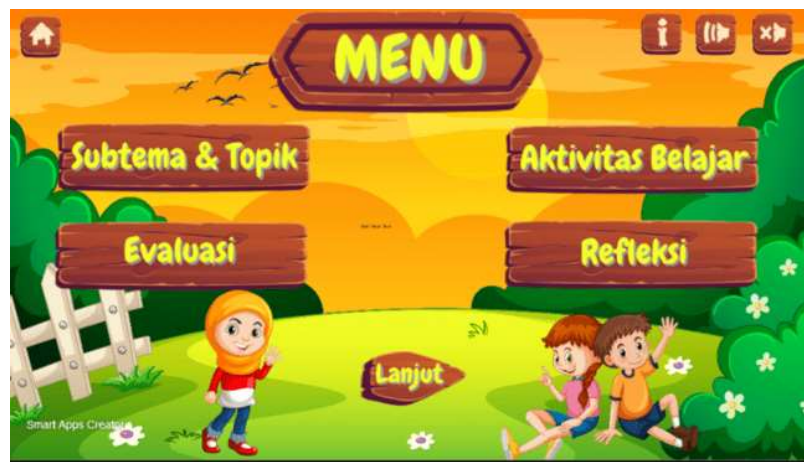 MENU
Subtema & Topik
Aktivitas Belajar
Evaluasi
Refleksi
Lanjut
Smart Apps Creator